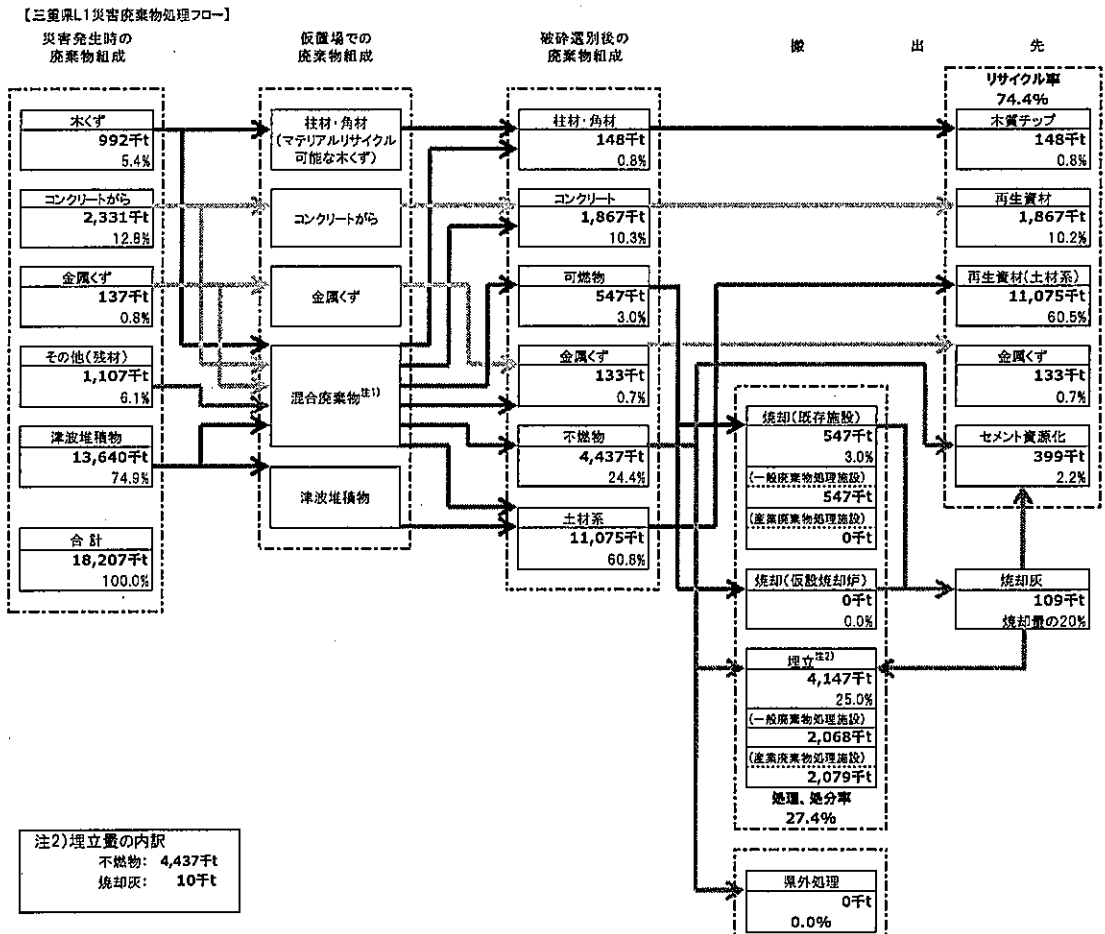 【三重県L1災害廃棄物処理フロー】
災害発生時の
廃棄物組成
木くず
992千t
5.4%
コンクリートがら
2,331千t
12.8%
金属くず
137千t
0.8%
その他(残材)
1,107千t
6.1%
津波堆積物
13,640千t
74.9%
合計
18,207千t
100.0%
仮置場での
廃棄物組成
柱材・角材
(マテリアルリサイクル
可能な木くず)
コンクリートがら
金属くず
混合廃棄物注1)
津波堆積物
破砕選別後の
廃棄物組成
柱材・角材
148千t
0.8%
コンクリート
1,867千t
10.3%
可燃物
547千t
3.0%
金属くず
133千t
0.7%
不燃物
4,437千t
24.4%
土材系
11,075千t
60.8%
搬 出 先
焼却(既存施設)
547千t
3.0%
(一般廃棄物処理施設)
547千t
(産業廃棄物処理施設)
0千t
焼却(仮設焼却炉)
0千t
0.0%
埋立注2)
4,147千t
25.0%
(一般廃棄物処理施設)
2,068千t
(産業廃棄物処理施設)
2,079千t
処理、処分率
27.4%
県外処理
0千t
0.0%
リサイクル率
74.4%
木質チップ
148千t
0.8%
再生資材
1,867千t
10.2%
再生資材(土材系)
11,075千t
60.5%
金属くず
133千t
0.7%
セメント資源化
399千t
2.2%
焼却灰
109千t
焼却量の20%
注2)埋立量の内訳
不燃物: 4,437千t
焼却灰: 10千t